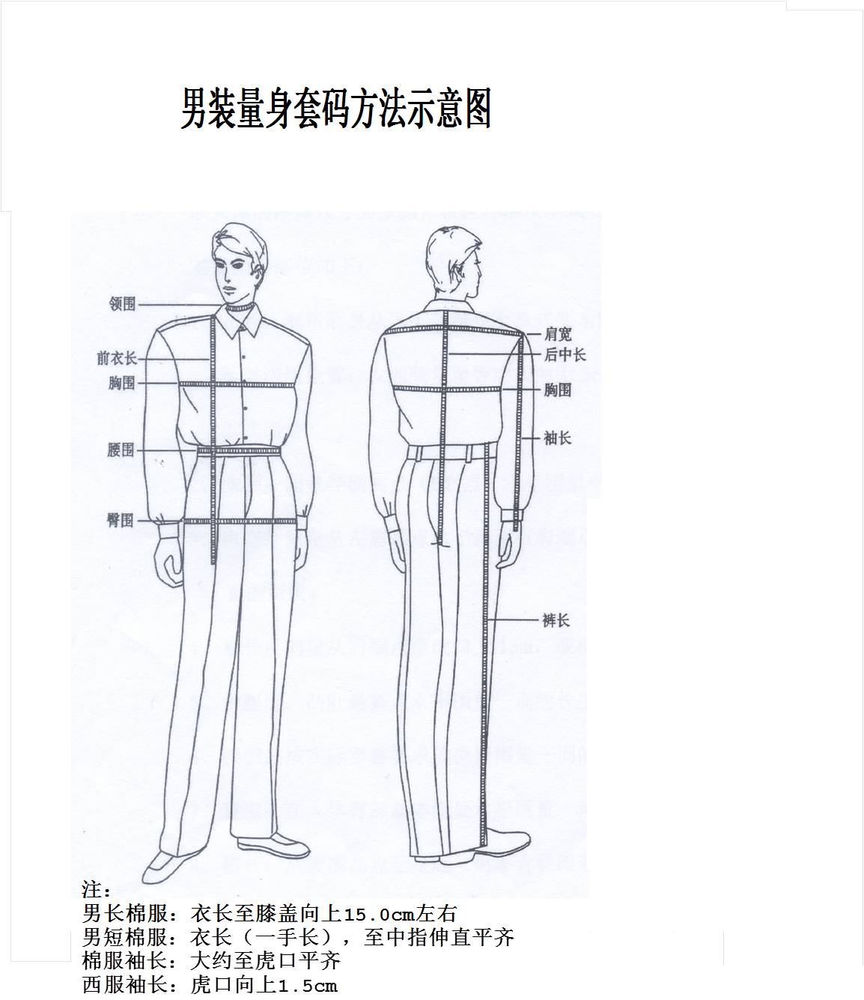 男装量身套码方法示意图
领围
前衣长
胸围
腰围
臀围
肩宽
后中长
胸围
袖长
裤长
注：
男长棉服：衣长至膝盖向上15.0cm左右
男短棉服：衣长（一手长），至中指伸直平齐
棉服袖长：大约至虎口平齐
西服袖长：虎口向上1.5cm